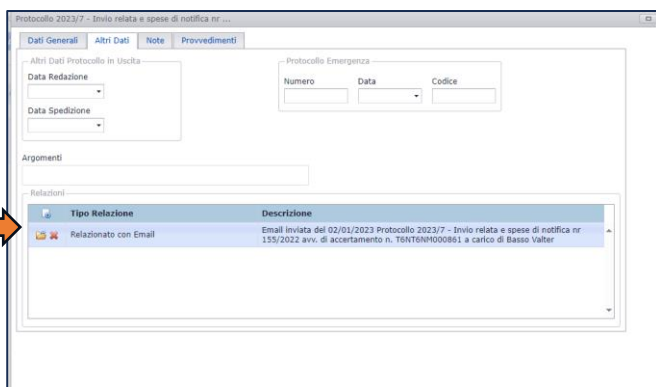 Protocollo 2023/7 - Invio relata e spese di notifica nr ...
Dati Generali Altri Dati Note Provvedimenti
Altri Dati Protocollo in Uscita
Protocollo Emergenza
Data Redazione
Numero Data Codice
Data Spedizione
Argomenti
Relazioni
Tipo Relazione Descrizione
Relazionato con Email
Email inviata del 02/01/2023 Protocollo 2023/7 - Invio relata e spese di notifica nr
155/2022 avv. di accertamento n. T6NT6NM000861 a carico di Basso Valter